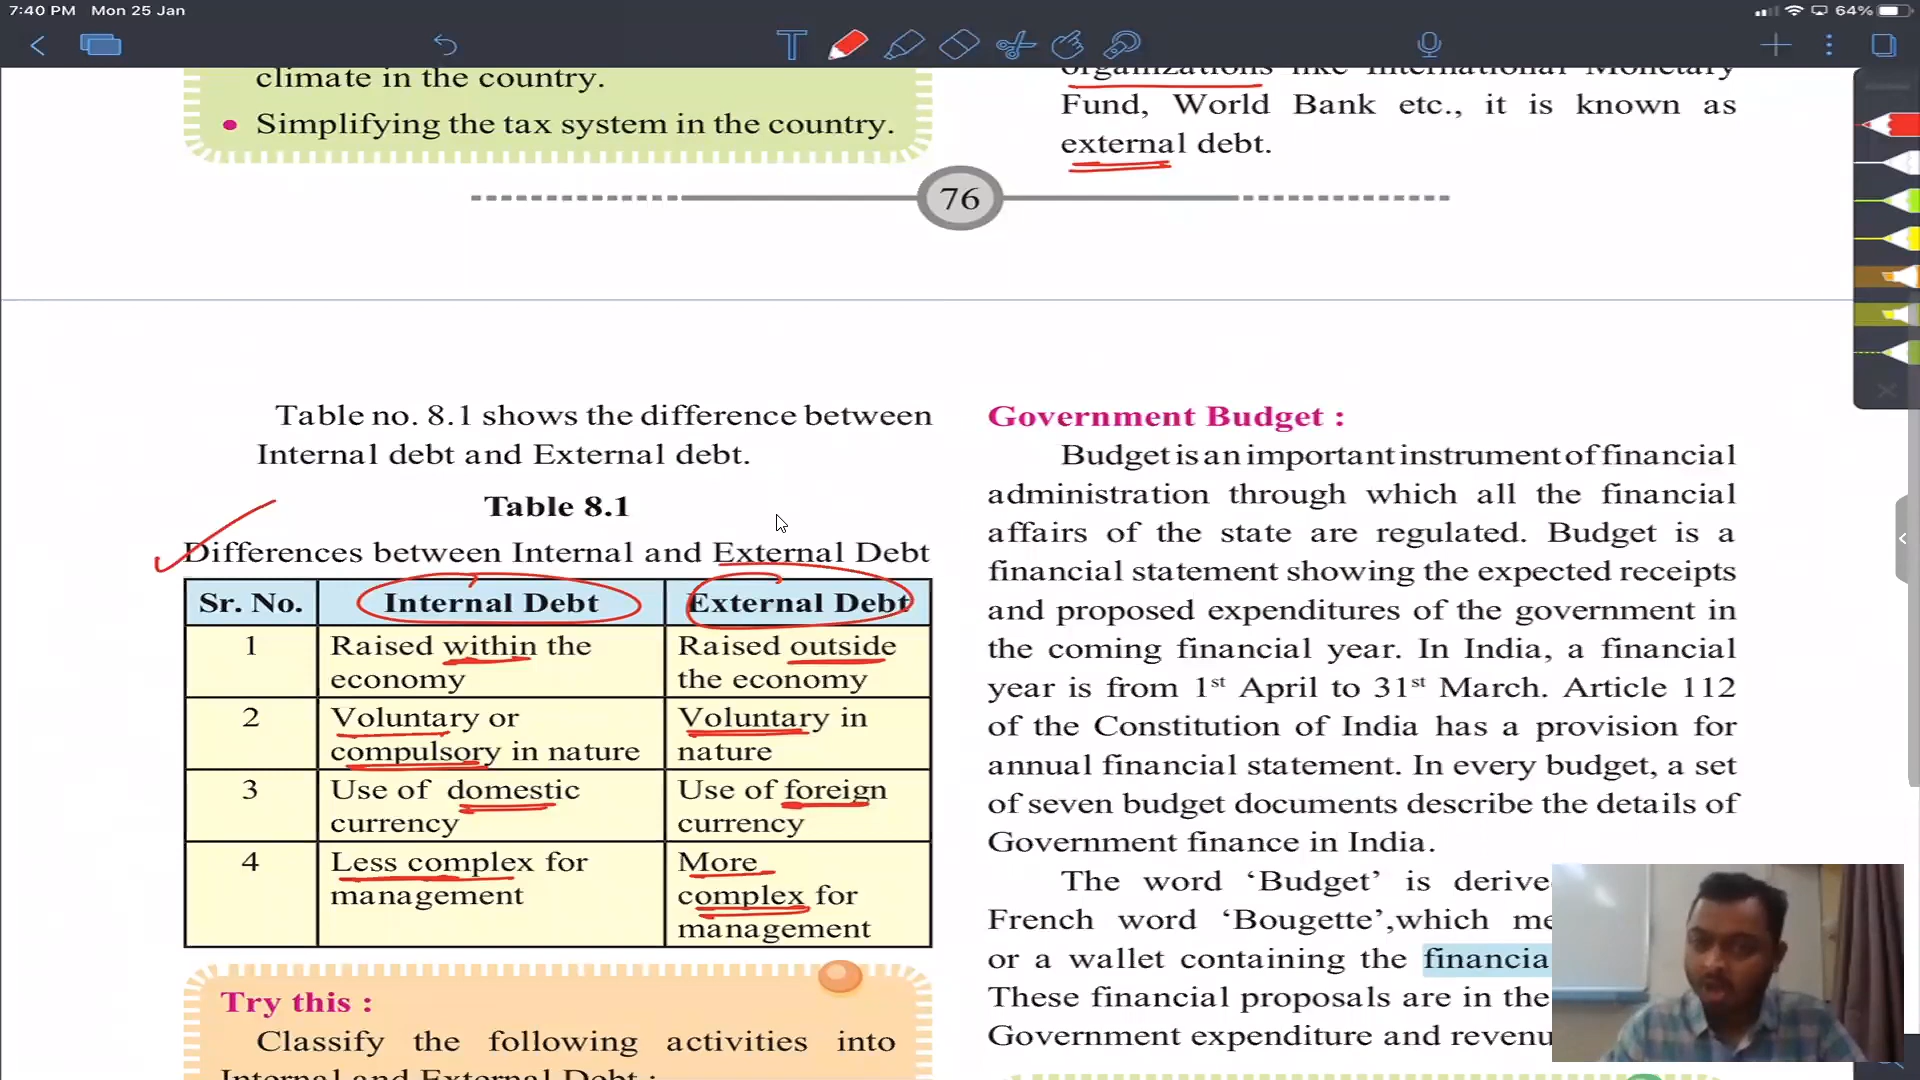 7:40 PM Mon 25 Jan
64%
climate in the country.
• Simplifying the tax system in the country.
organizations like International Monetary
Fund, World Bank etc., it is known as
external debt.
76
Table no. 8.1 shows the difference between
Internal debt and External debt.
Table 8.1
Differences between Internal and External Debt
Sr. No. Internal Debt External Debt
1 Raised within the economy Raised outside the economy
2 Voluntary or compulsory in nature Voluntary in nature
3 Use of domestic currency Use of foreign currency
4 Less complex for management More complex for management
Try this :
Classify the following activities into
Internal and External Debt :
Government Budget :
Budget is an important instrument of financial
administration through which all the financial
affairs of the state are regulated. Budget is a
financial statement showing the expected receipts
and proposed expenditures of the government in
the coming financial year. In India, a financial
year is from 1st April to 31st March. Article 112
of the Constitution of India has a provision for
annual financial statement. In every budget, a set
of seven budget documents describe the details of
Government finance in India.
The word ‘Budget’ is derive
French word ‘Bougette’,which me
or a wallet containing the financia
These financial proposals are in the
Government expenditure and revenu